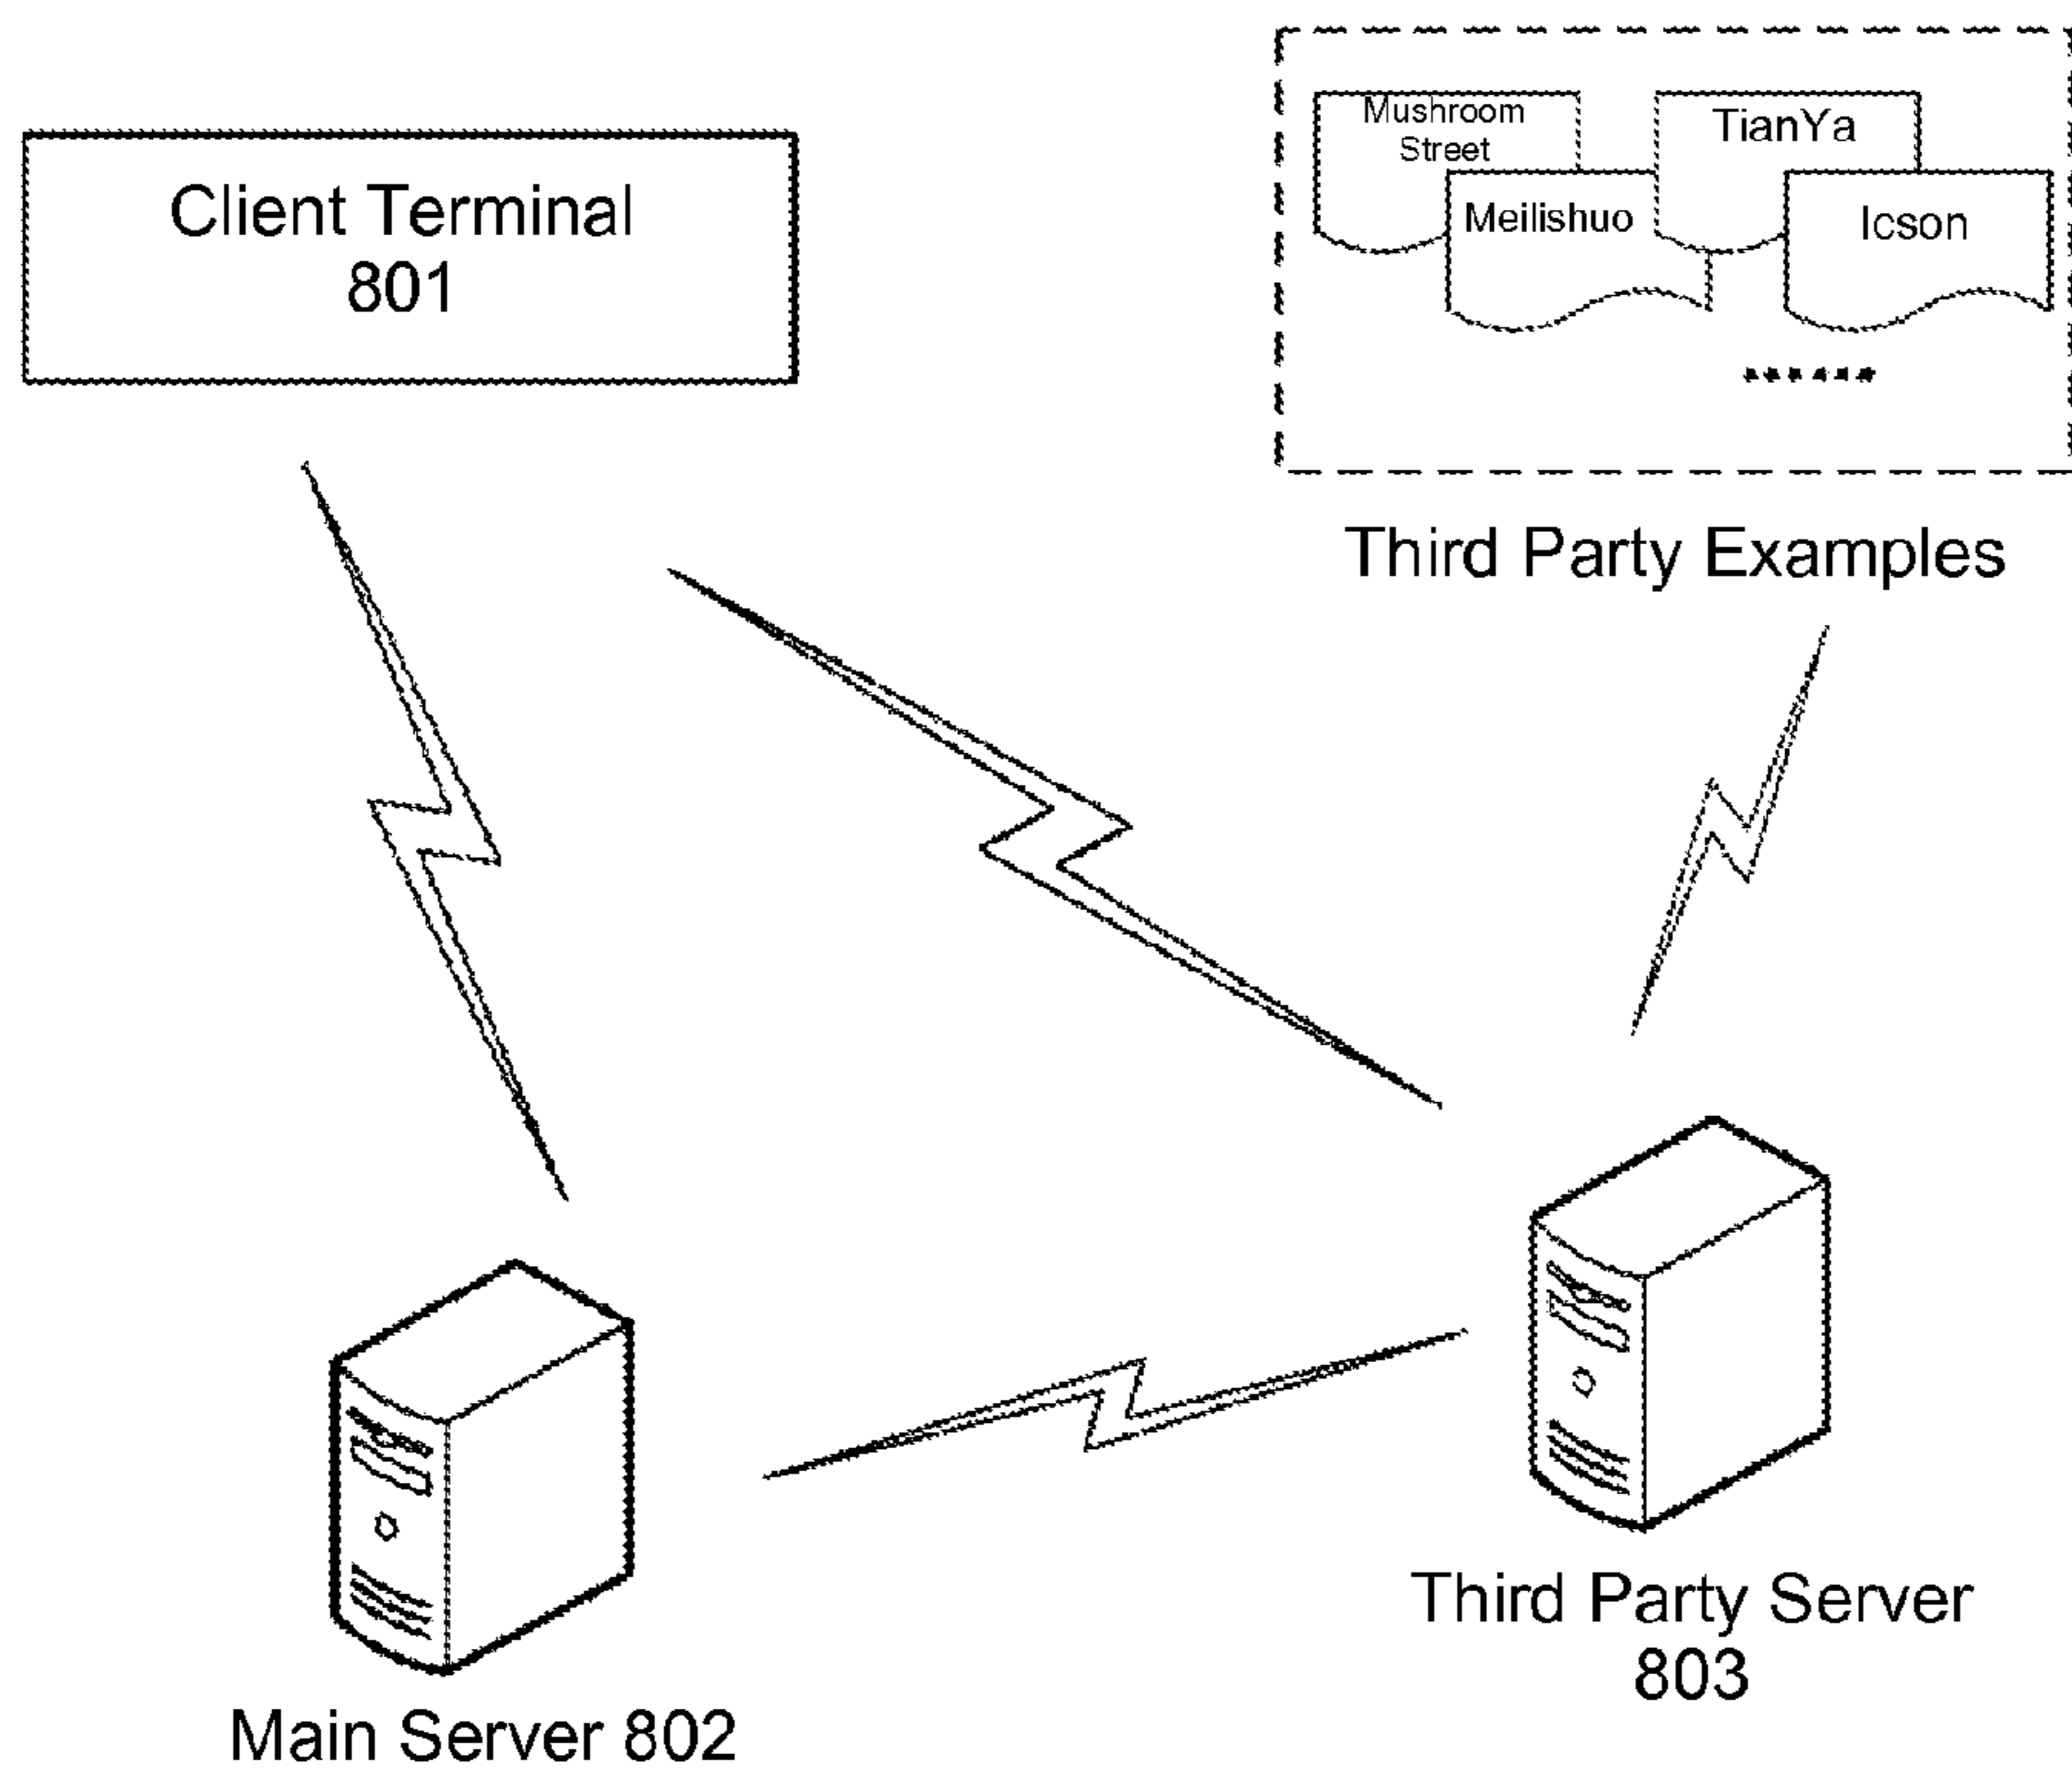 Client Terminal
801
Mushroom
Street
TianYa
Meilishuo
Icson
Third Party Examples
Third Party Server
803
Main Server 802